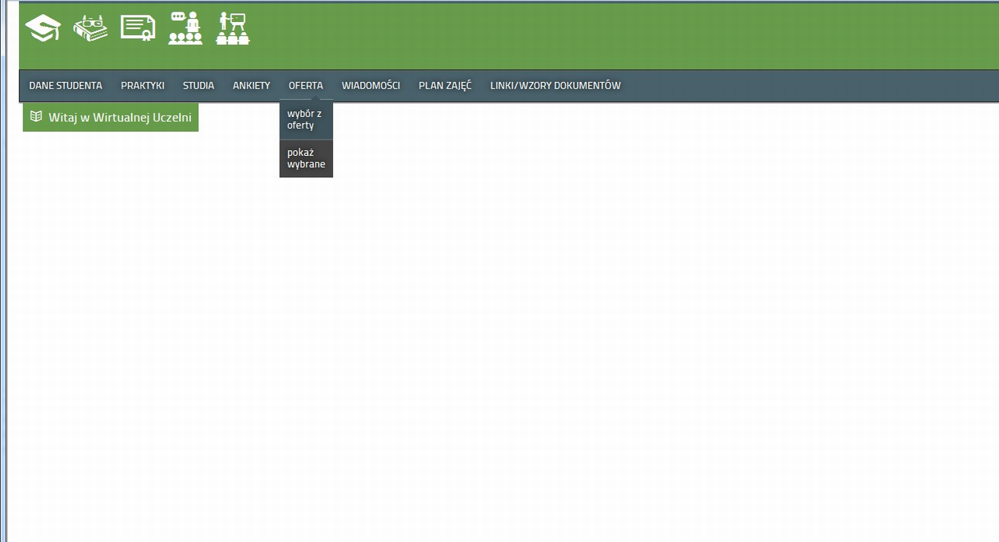 DANE STUDENTA PRAKTYKI STUDIA ANKIETY OFERTA WIADOMOŚCI PLAN ZAJĘĆ LINKI/WZORY DOKUMENTÓW
Witaj w Wirtualnej Uczelni
wybór z
oferty
pokaż
wybrane